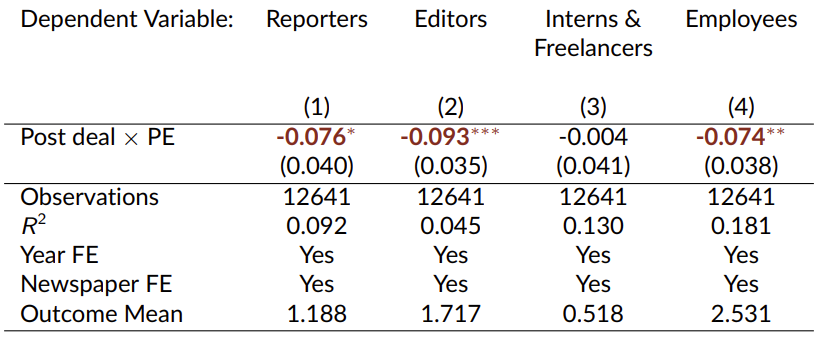 Dependent Variable: Reporters Editors Interns & Employees
Freelancers
(1) (2) (3) (4)
Post deal × PE -0.076* -0.093*** -0.004 -0.074**
(0.040) (0.035) (0.041) (0.038)
Observations 12641 12641 12641 12641
R² 0.092 0.045 0.130 0.181
Year FE Yes Yes Yes Yes
Newspaper FE Yes Yes Yes Yes
Outcome Mean 1.188 1.717 0.518 2.531